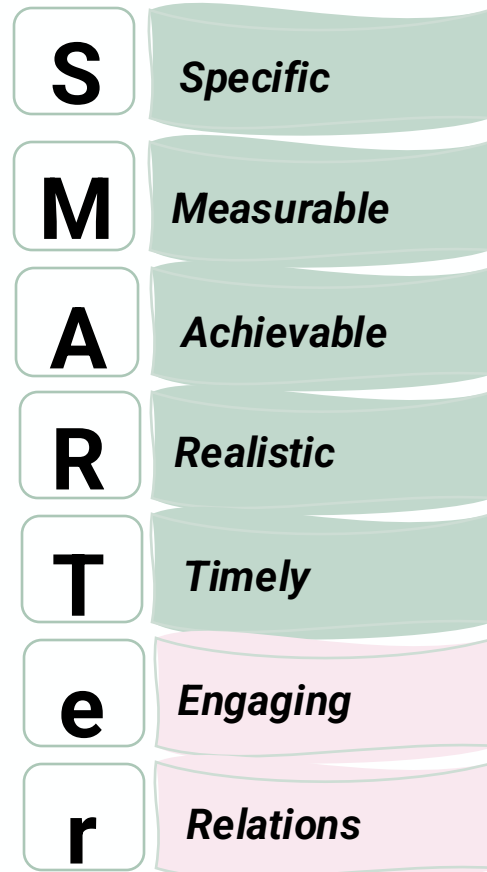 S Specific
M Measurable
A Achievable
R Realistic
T Timely
e Engaging
r Relations